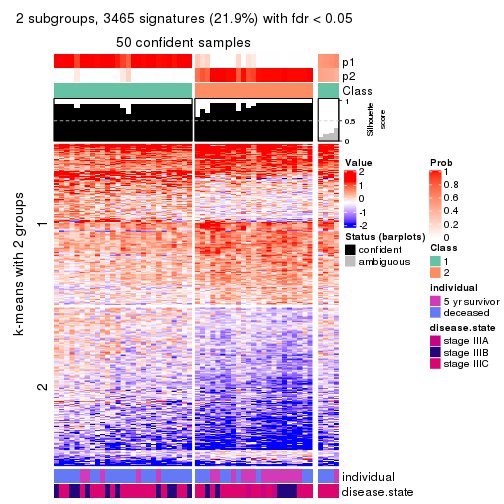 2 subgroups, 3465 signatures (21.9%) with fdr < 0.05
50 confident samples
p1
p2
Class
1
0.5
0
Silhouette
score
k-means with 2 groups
1
2
Value
2
1
0
-1
-2
Status (barplots)
confident
ambiguous
Prob
1
0.8
0.6
0.4
0.2
0
Class
1
2
individual
5 yr survivor
deceased
disease.state
stage IIIA
stage IIIB
stage IIIC
individual
disease.state